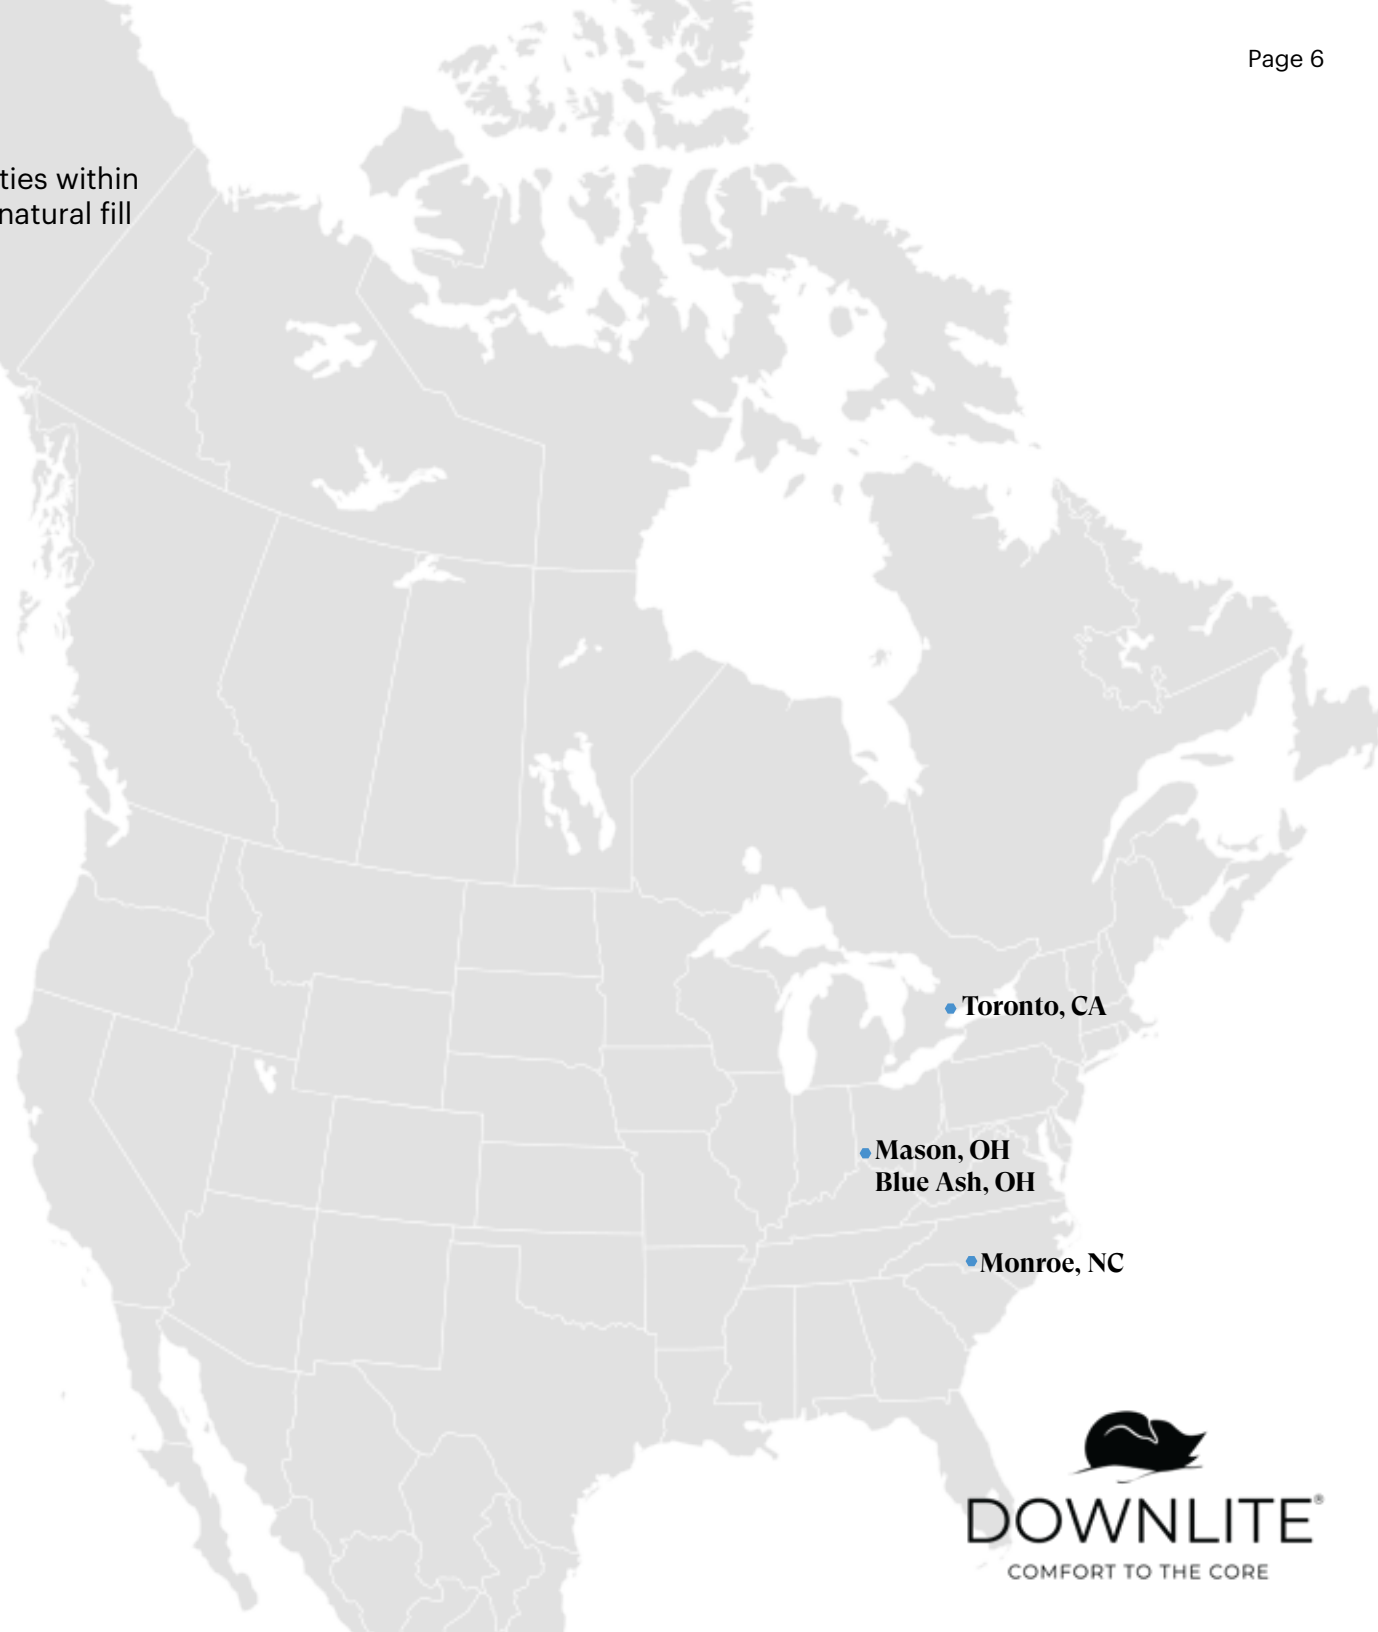 Page 6
ties within
natural fill
Toronto, CA
Mason, OH
Blue Ash, OH
Monroe, NC
DOWNLITE®
COMFORT TO THE CORE